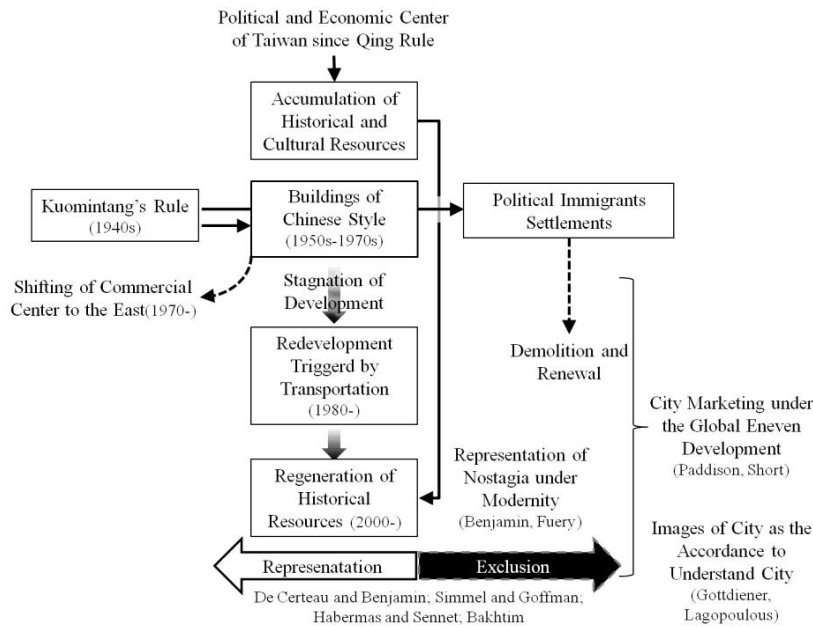 Political and Economic Center
of Taiwan since Qing Rule
Accumulation of
Historical and
Cultural Resources
Kuomintang's Rule
(1940s)
Buildings of
Chinese Style
(1950s-1970s)
Political Immigrants
Settlements
Shifting of Commercial
Center to the East(1970-)
Stagnation of
Development
Redevelopment
Triggerd by
Transportation
(1980-)
Demolition and
Renewal
City Marketing under
the Global Eneven
Development
(Paddison, Short)
Regeneration of
Historical
Resources (2000-)
Representation of
Nostagia under
Modernity
(Benjamin, Fuery)
Images of City as the
Accordance to
Understand City
(Gottdiener,
Lagopoulous)
Represenatation
Exclusion
De Certeau and Benjamin; Simmel and Goffman;
Habermas and Sennet; Bakhtim